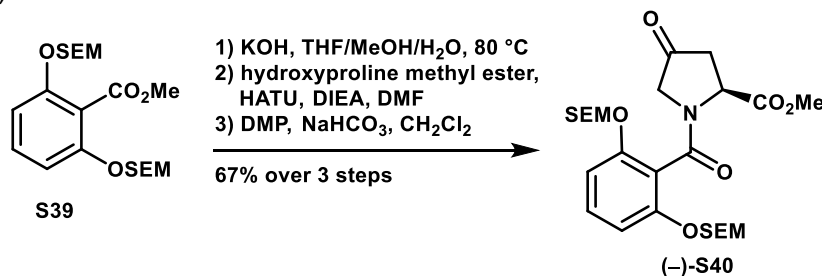 )
OSEM
CO₂Me
OSEM
S39
1) KOH, THF/MeOH/H₂O, 80 °C
2) hydroxyproline methyl ester,
HATU, DIEA, DMF
3) DMP, NaHCO₃, CH₂Cl₂
67% over 3 steps
O
CO₂Me
N
SEMO
O
OSEM
(–)-S40